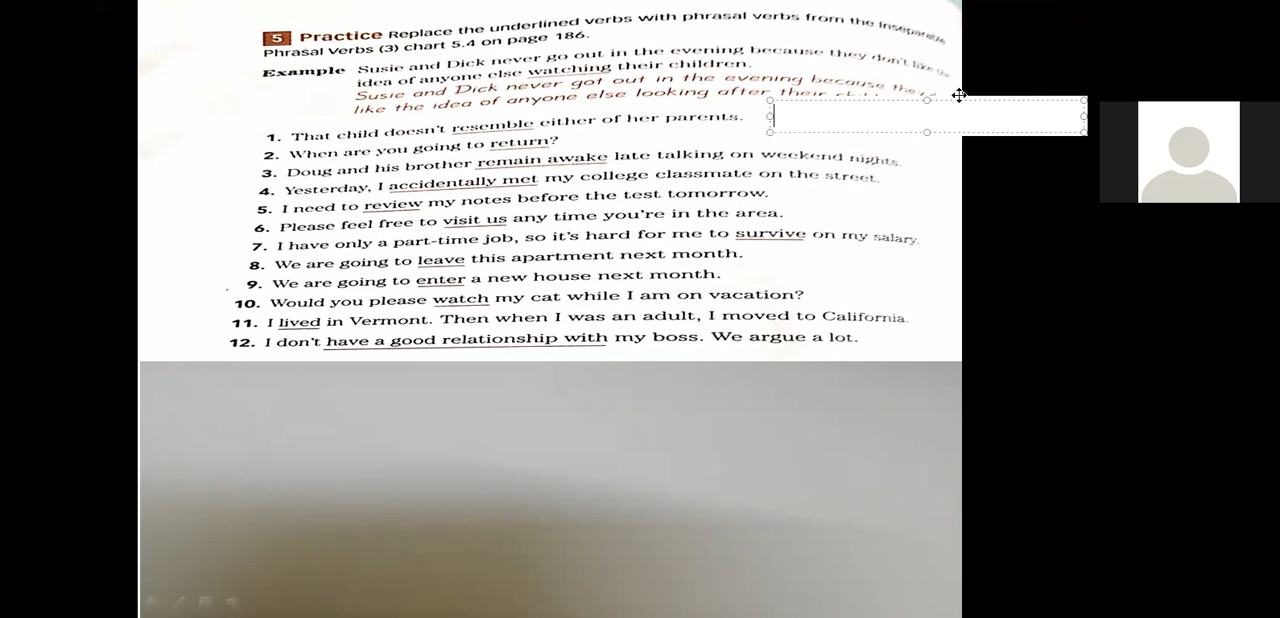 5 Practice Replace the underlined verbs with phrasal verbs from the Inseparable
Phrasal Verbs (3) chart 5.4 on page 186.
Example Susie and Dick never go out in the evening because they don't like the
idea of anyone else watching their children.
Susie and Dick never got out in the evening because they
like the idea of anyone else looking after their
1. That child doesn't resemble either of her parents.
2. When are you going to return?
3. Doug and his brother remain awake late talking on weekend nights.
4. Yesterday, I accidentally met my college classmate on the street.
5. I need to review my notes before the test tomorrow.
6. Please feel free to visit us any time you're in the area.
7. I have only a part-time job, so it's hard for me to survive on my salary.
8. We are going to leave this apartment next month.
9. We are going to enter a new house next month.
10. Would you please watch my cat while I am on vacation?
11. I lived in Vermont. Then when I was an adult, I moved to California.
12. I don't have a good relationship with my boss. We argue a lot.